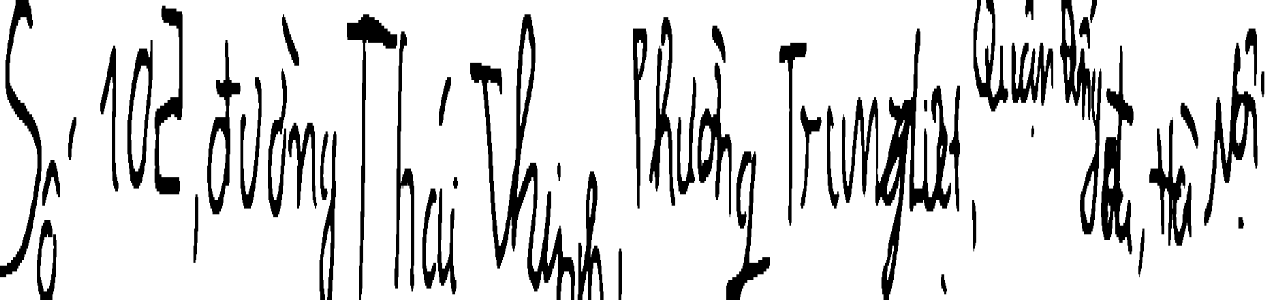 Số 102, đường Thái Thịnh, Phường Trung Liệt, Quận Đống Đa, Hà Nội